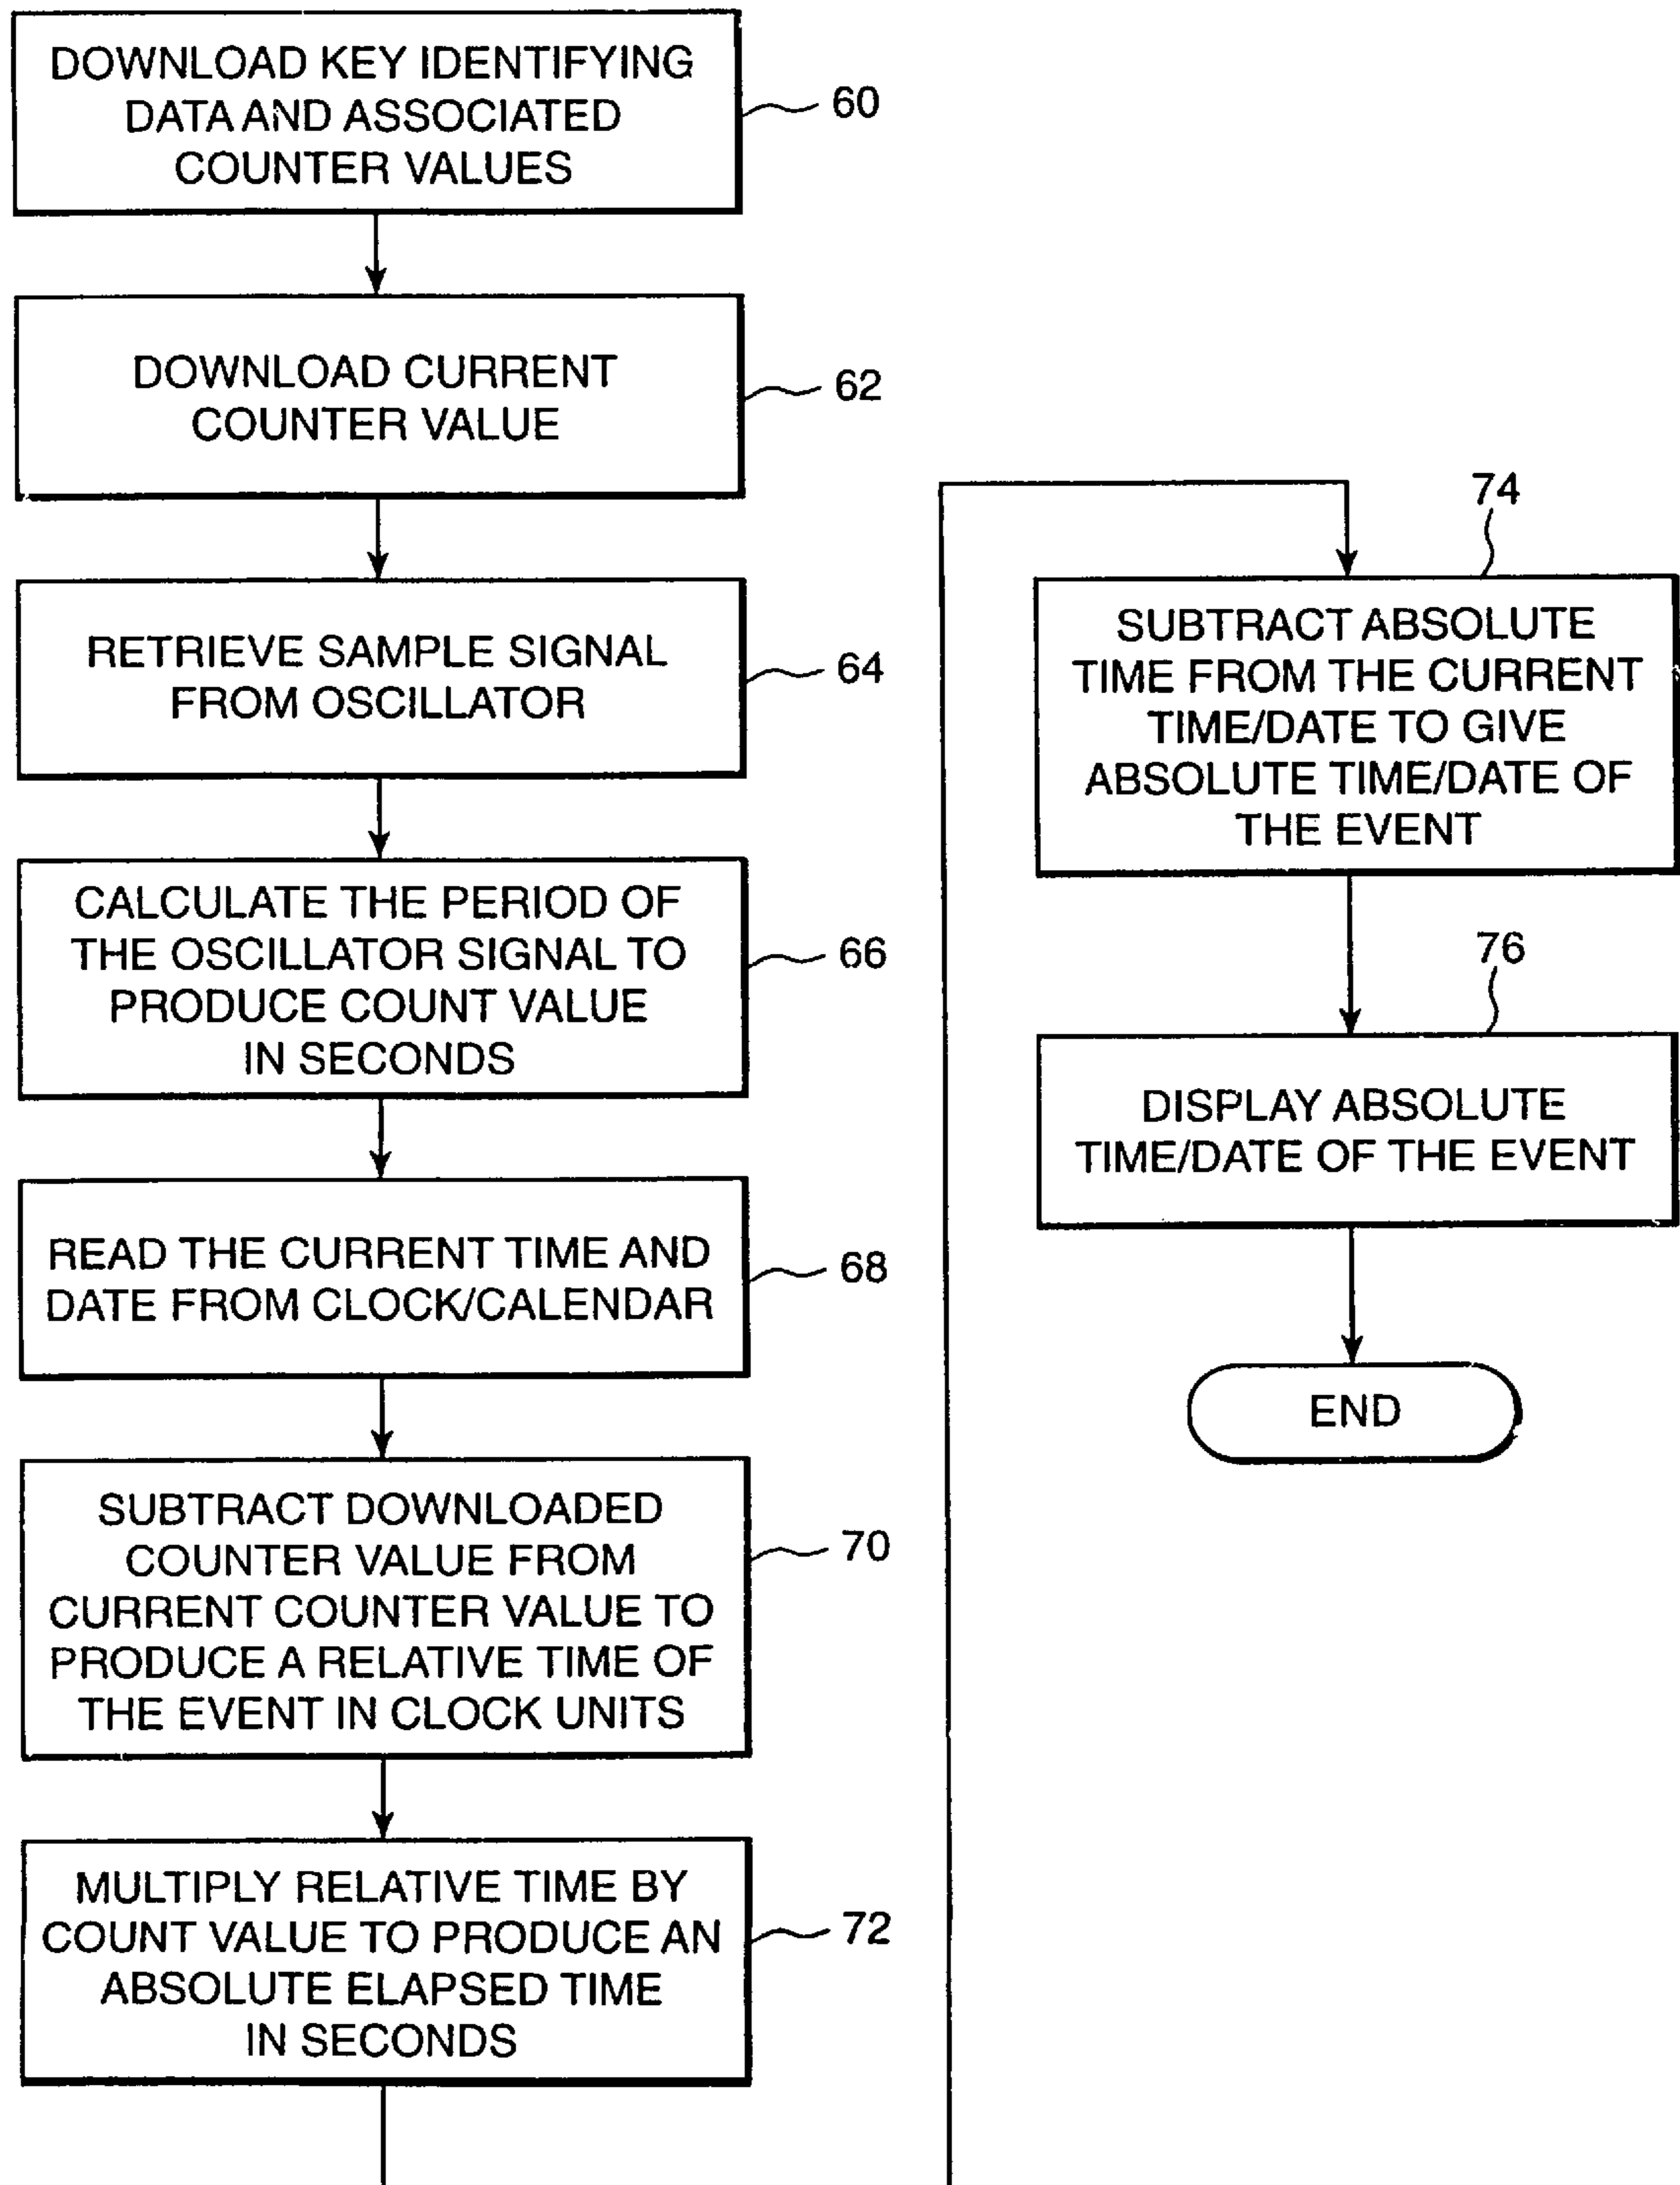 DOWNLOAD KEY IDENTIFYING
DATA AND ASSOCIATED
COUNTER VALUES
60
DOWNLOAD CURRENT
COUNTER VALUE
62
RETRIEVE SAMPLE SIGNAL
FROM OSCILLATOR
64
CALCULATE THE PERIOD OF
THE OSCILLATOR SIGNAL TO
PRODUCE COUNT VALUE
IN SECONDS
66
READ THE CURRENT TIME AND
DATE FROM CLOCK/CALENDAR
68
SUBTRACT DOWNLOADED
COUNTER VALUE FROM
CURRENT COUNTER VALUE TO
PRODUCE A RELATIVE TIME OF
THE EVENT IN CLOCK UNITS
70
MULTIPLY RELATIVE TIME BY
COUNT VALUE TO PRODUCE AN
ABSOLUTE ELAPSED TIME
IN SECONDS
72
74
SUBTRACT ABSOLUTE
TIME FROM THE CURRENT
TIME/DATE TO GIVE
ABSOLUTE TIME/DATE OF
THE EVENT
76
DISPLAY ABSOLUTE
TIME/DATE OF THE EVENT
END